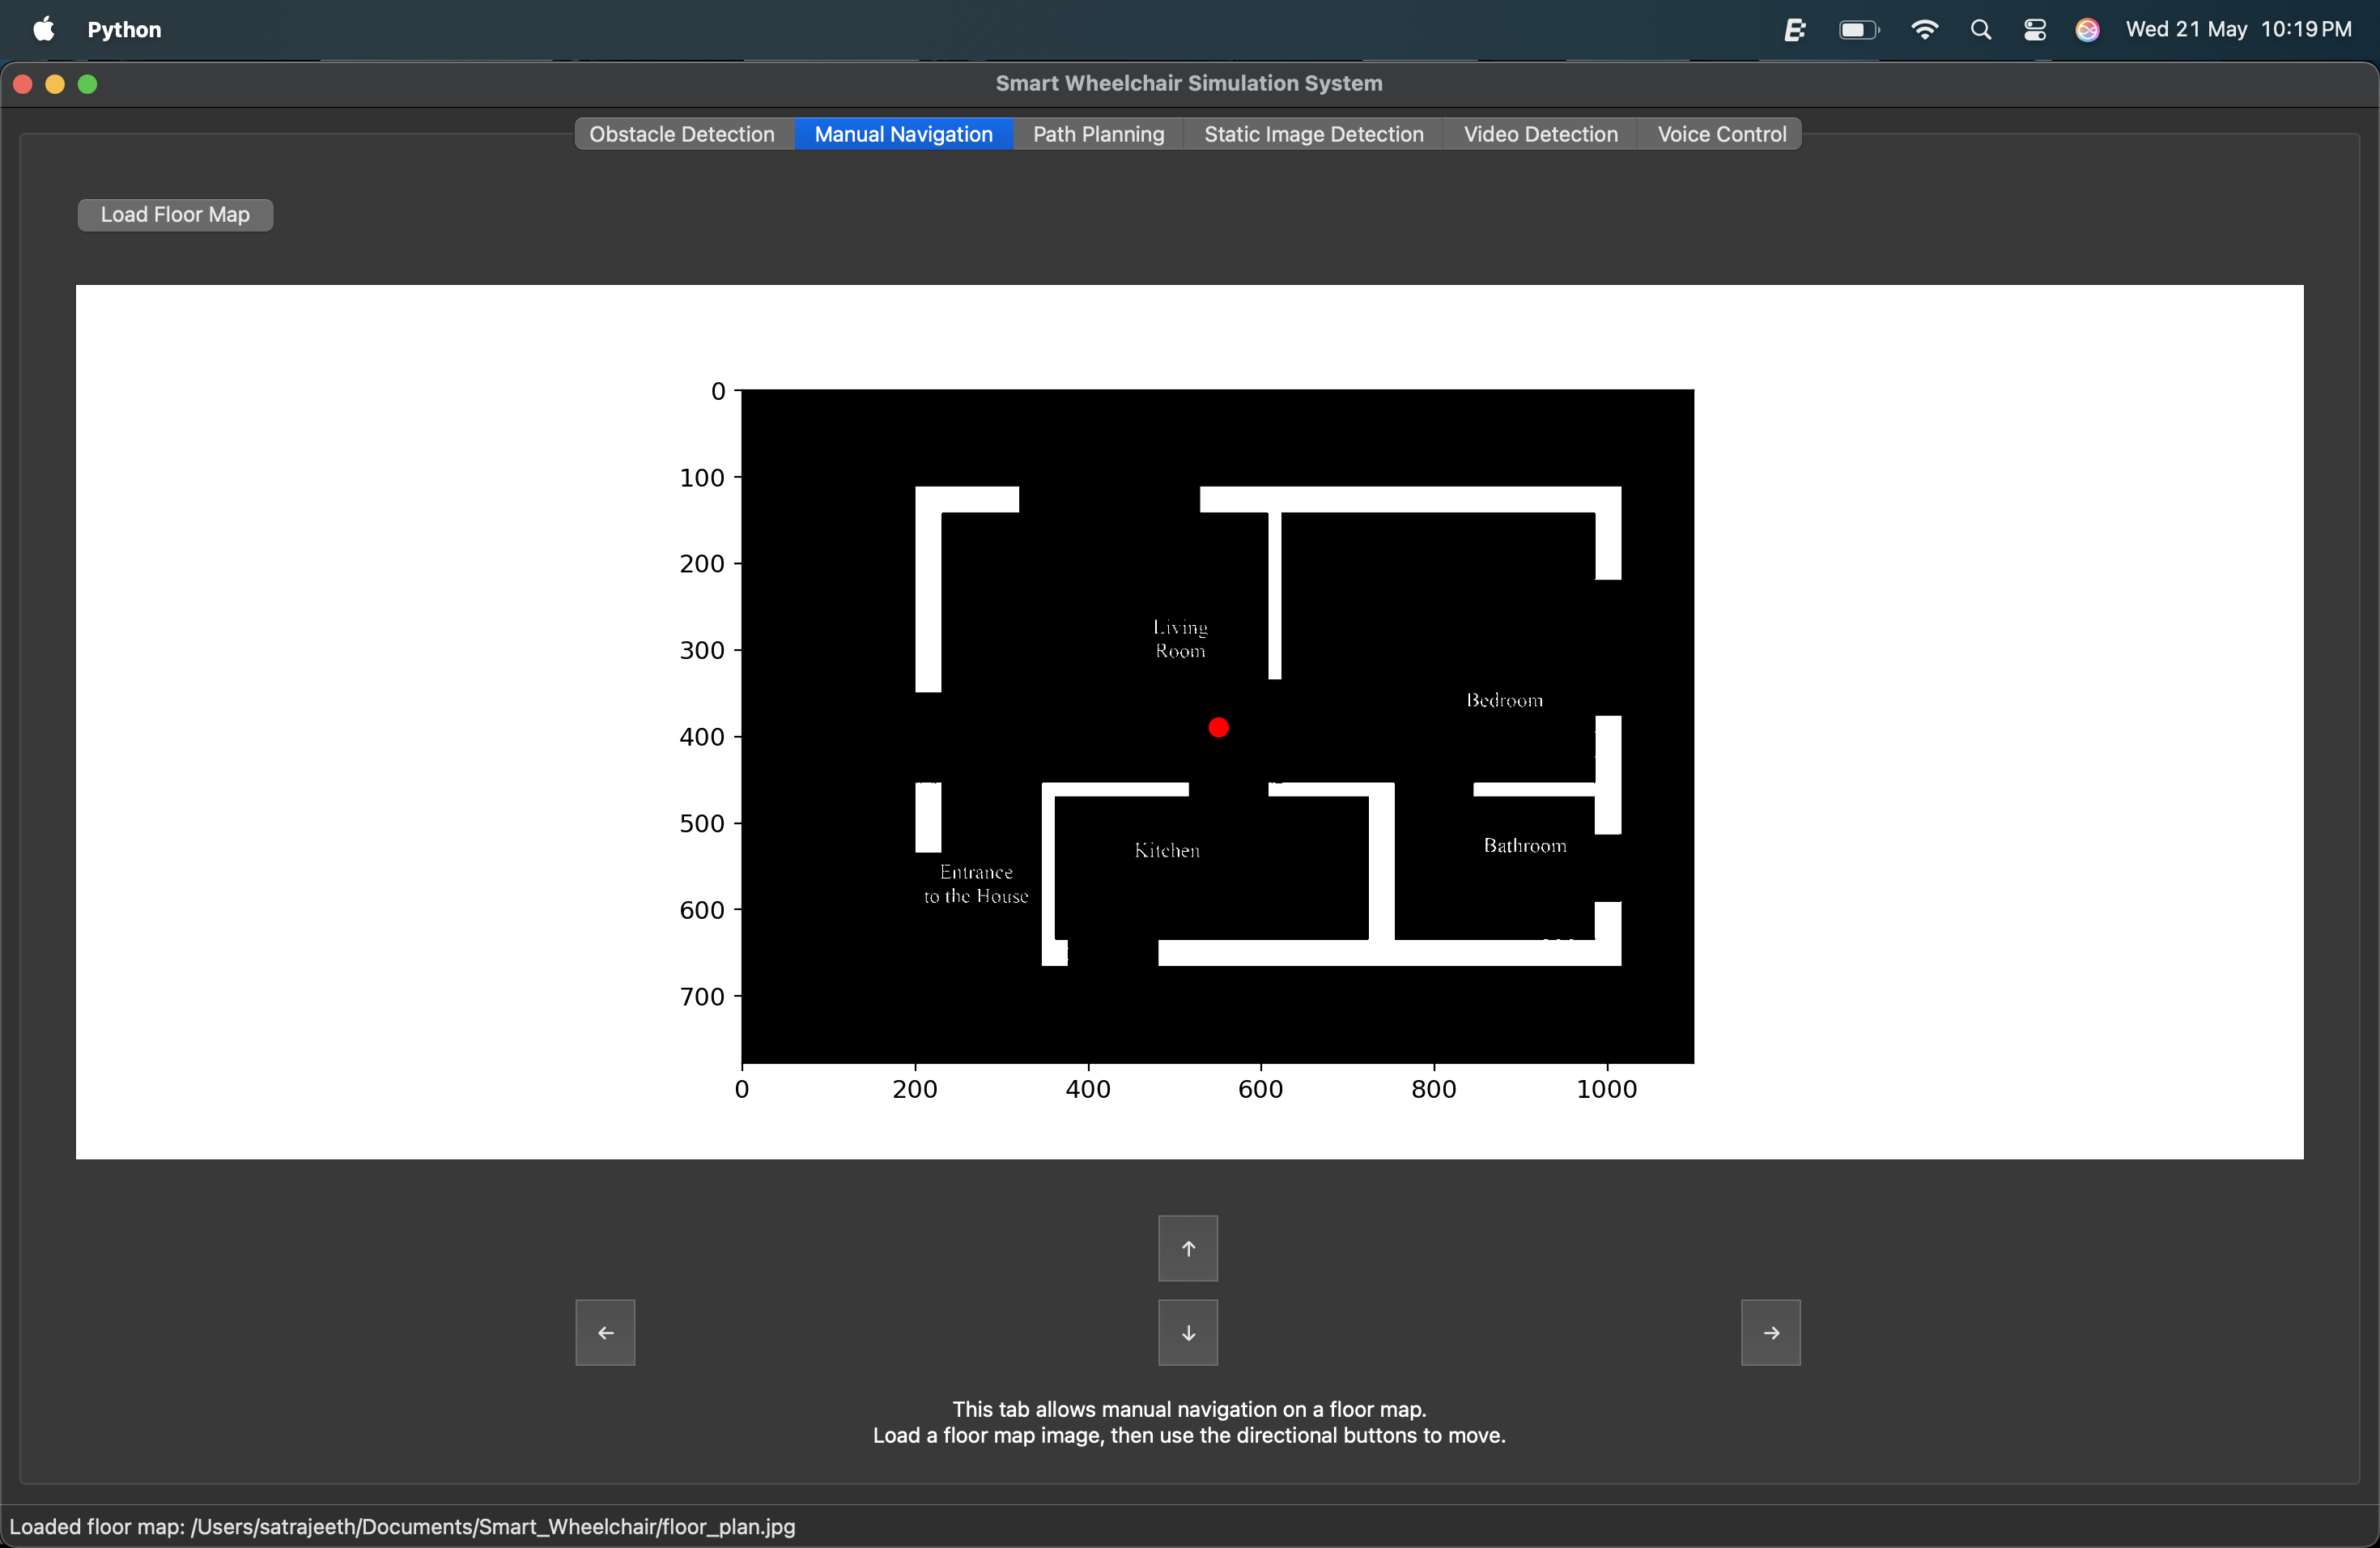 Python
Wed 21 May 10:19 PM
Smart Wheelchair Simulation System
Obstacle Detection
Manual Navigation
Path Planning
Static Image Detection
Video Detection
Voice Control
Load Floor Map
0
100
200
300
400
500
600
700
Living
Room
Bedroom
Kitchen
Bathroom
Entrance
to the House
0
200
400
600
800
1000
↑
←
↓
→
This tab allows manual navigation on a floor map.
Load a floor map image, then use the directional buttons to move.
Loaded floor map: /Users/satrajeeth/Documents/Smart_Wheelchair/floor_plan.jpg